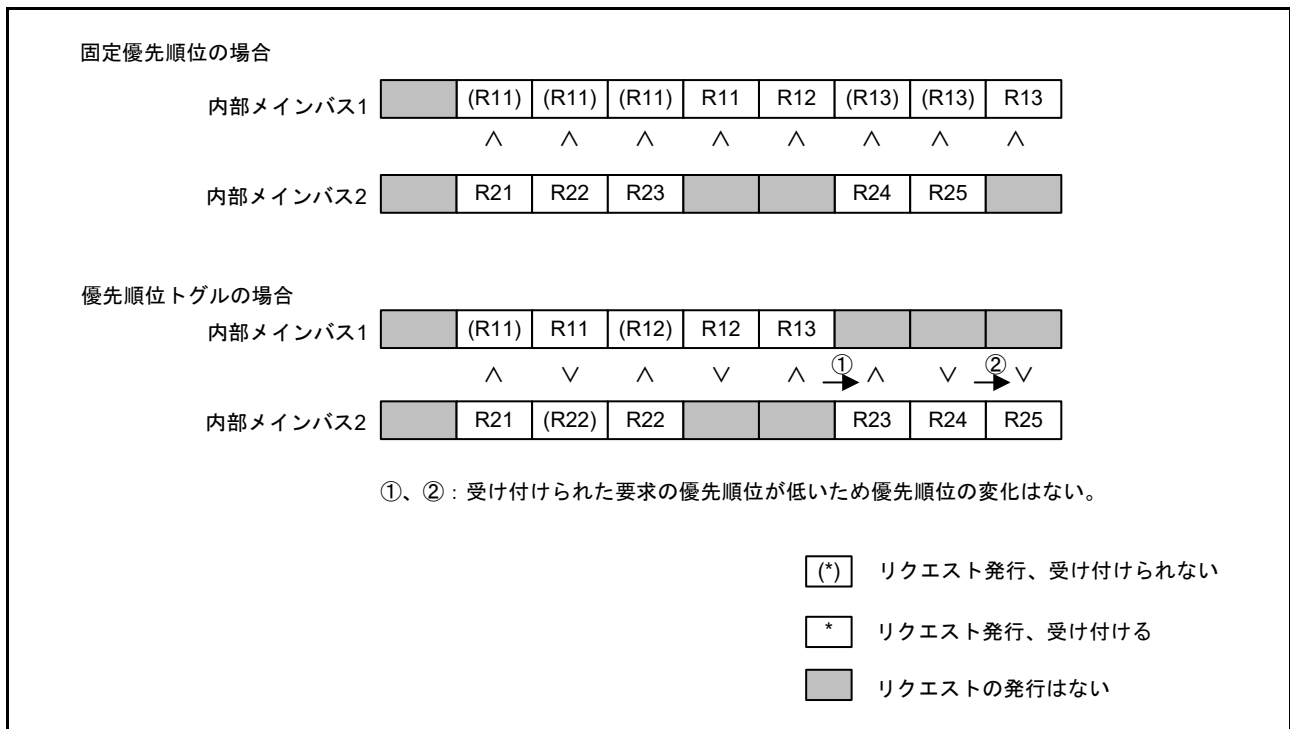 固定優先順位の場合
内部メインバス1 (R11) (R11) (R11) R11 R12 (R13) (R13) R13
∧ ∧ ∧ ∧ ∧ ∧ ∧ ∧
内部メインバス2 R21 R22 R23 R24 R25
優先順位トグルの場合
内部メインバス1 (R11) R11 (R12) R12 R13
∧ ∨ ∧ ∨ ∧ ① ∧ ∨ ② ∨
内部メインバス2 R21 (R22) R22 R23 R24 R25
①、②：受け付けられた要求の優先順位が低いため優先順位の変化はない。
(*) リクエスト発行、受け付けられない
* リクエスト発行、受け付ける
リクエストの発行はない